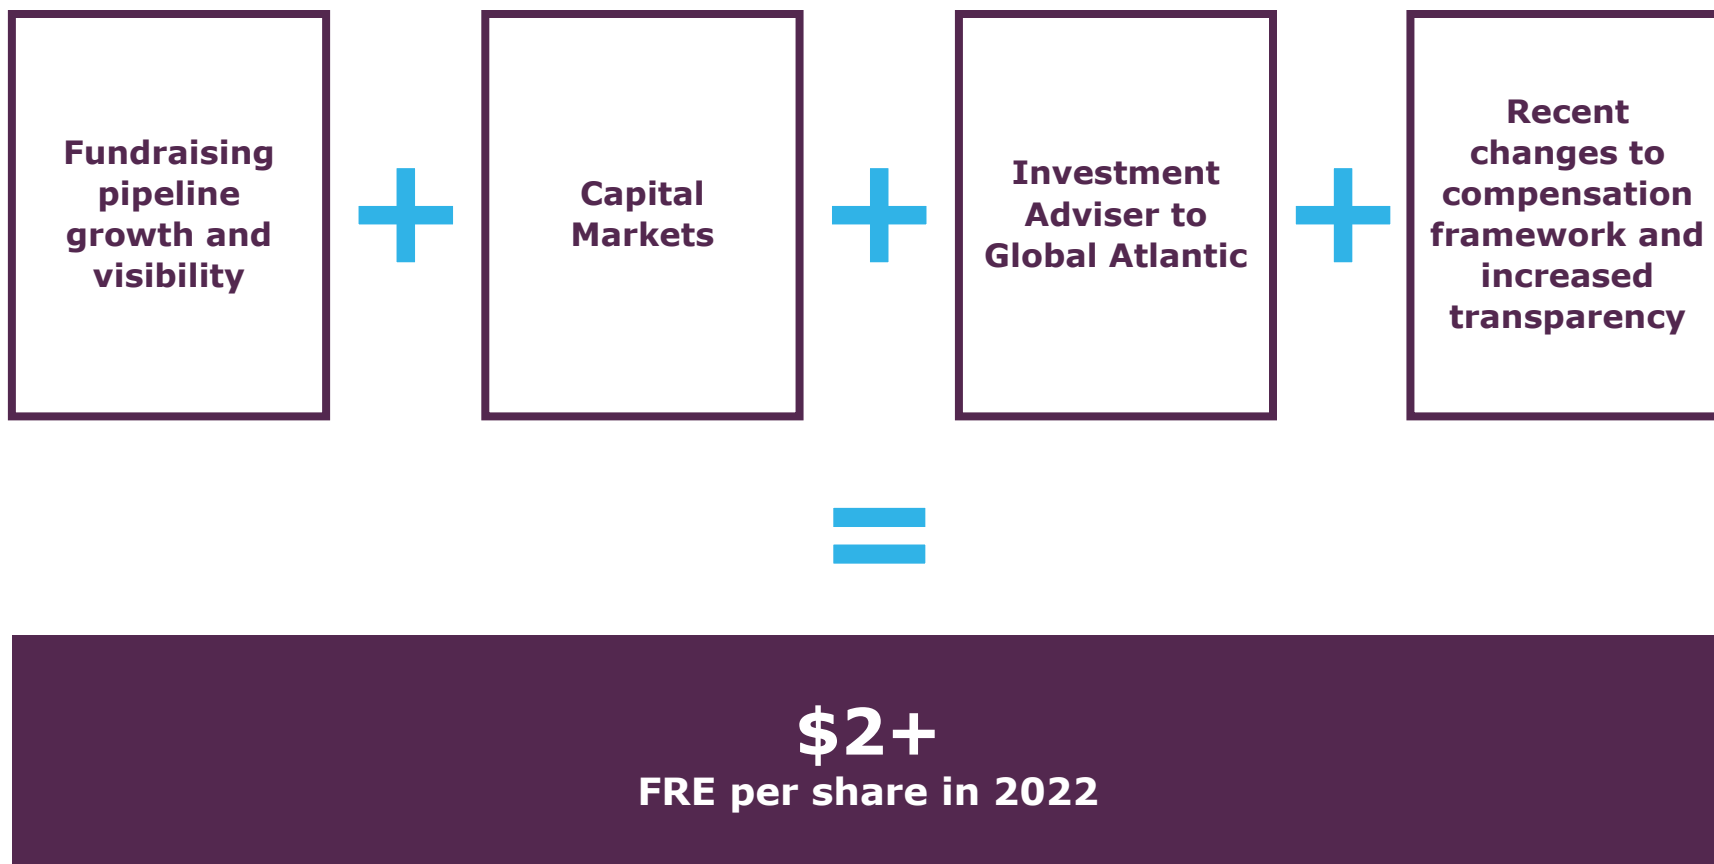 Fundraising
pipeline
growth and
visibility
+
Capital
Markets
+
Investment
Adviser to
Global Atlantic
+
Recent
changes to
compensation
framework and
increased
transparency
=
$2+
FRE per share in 2022